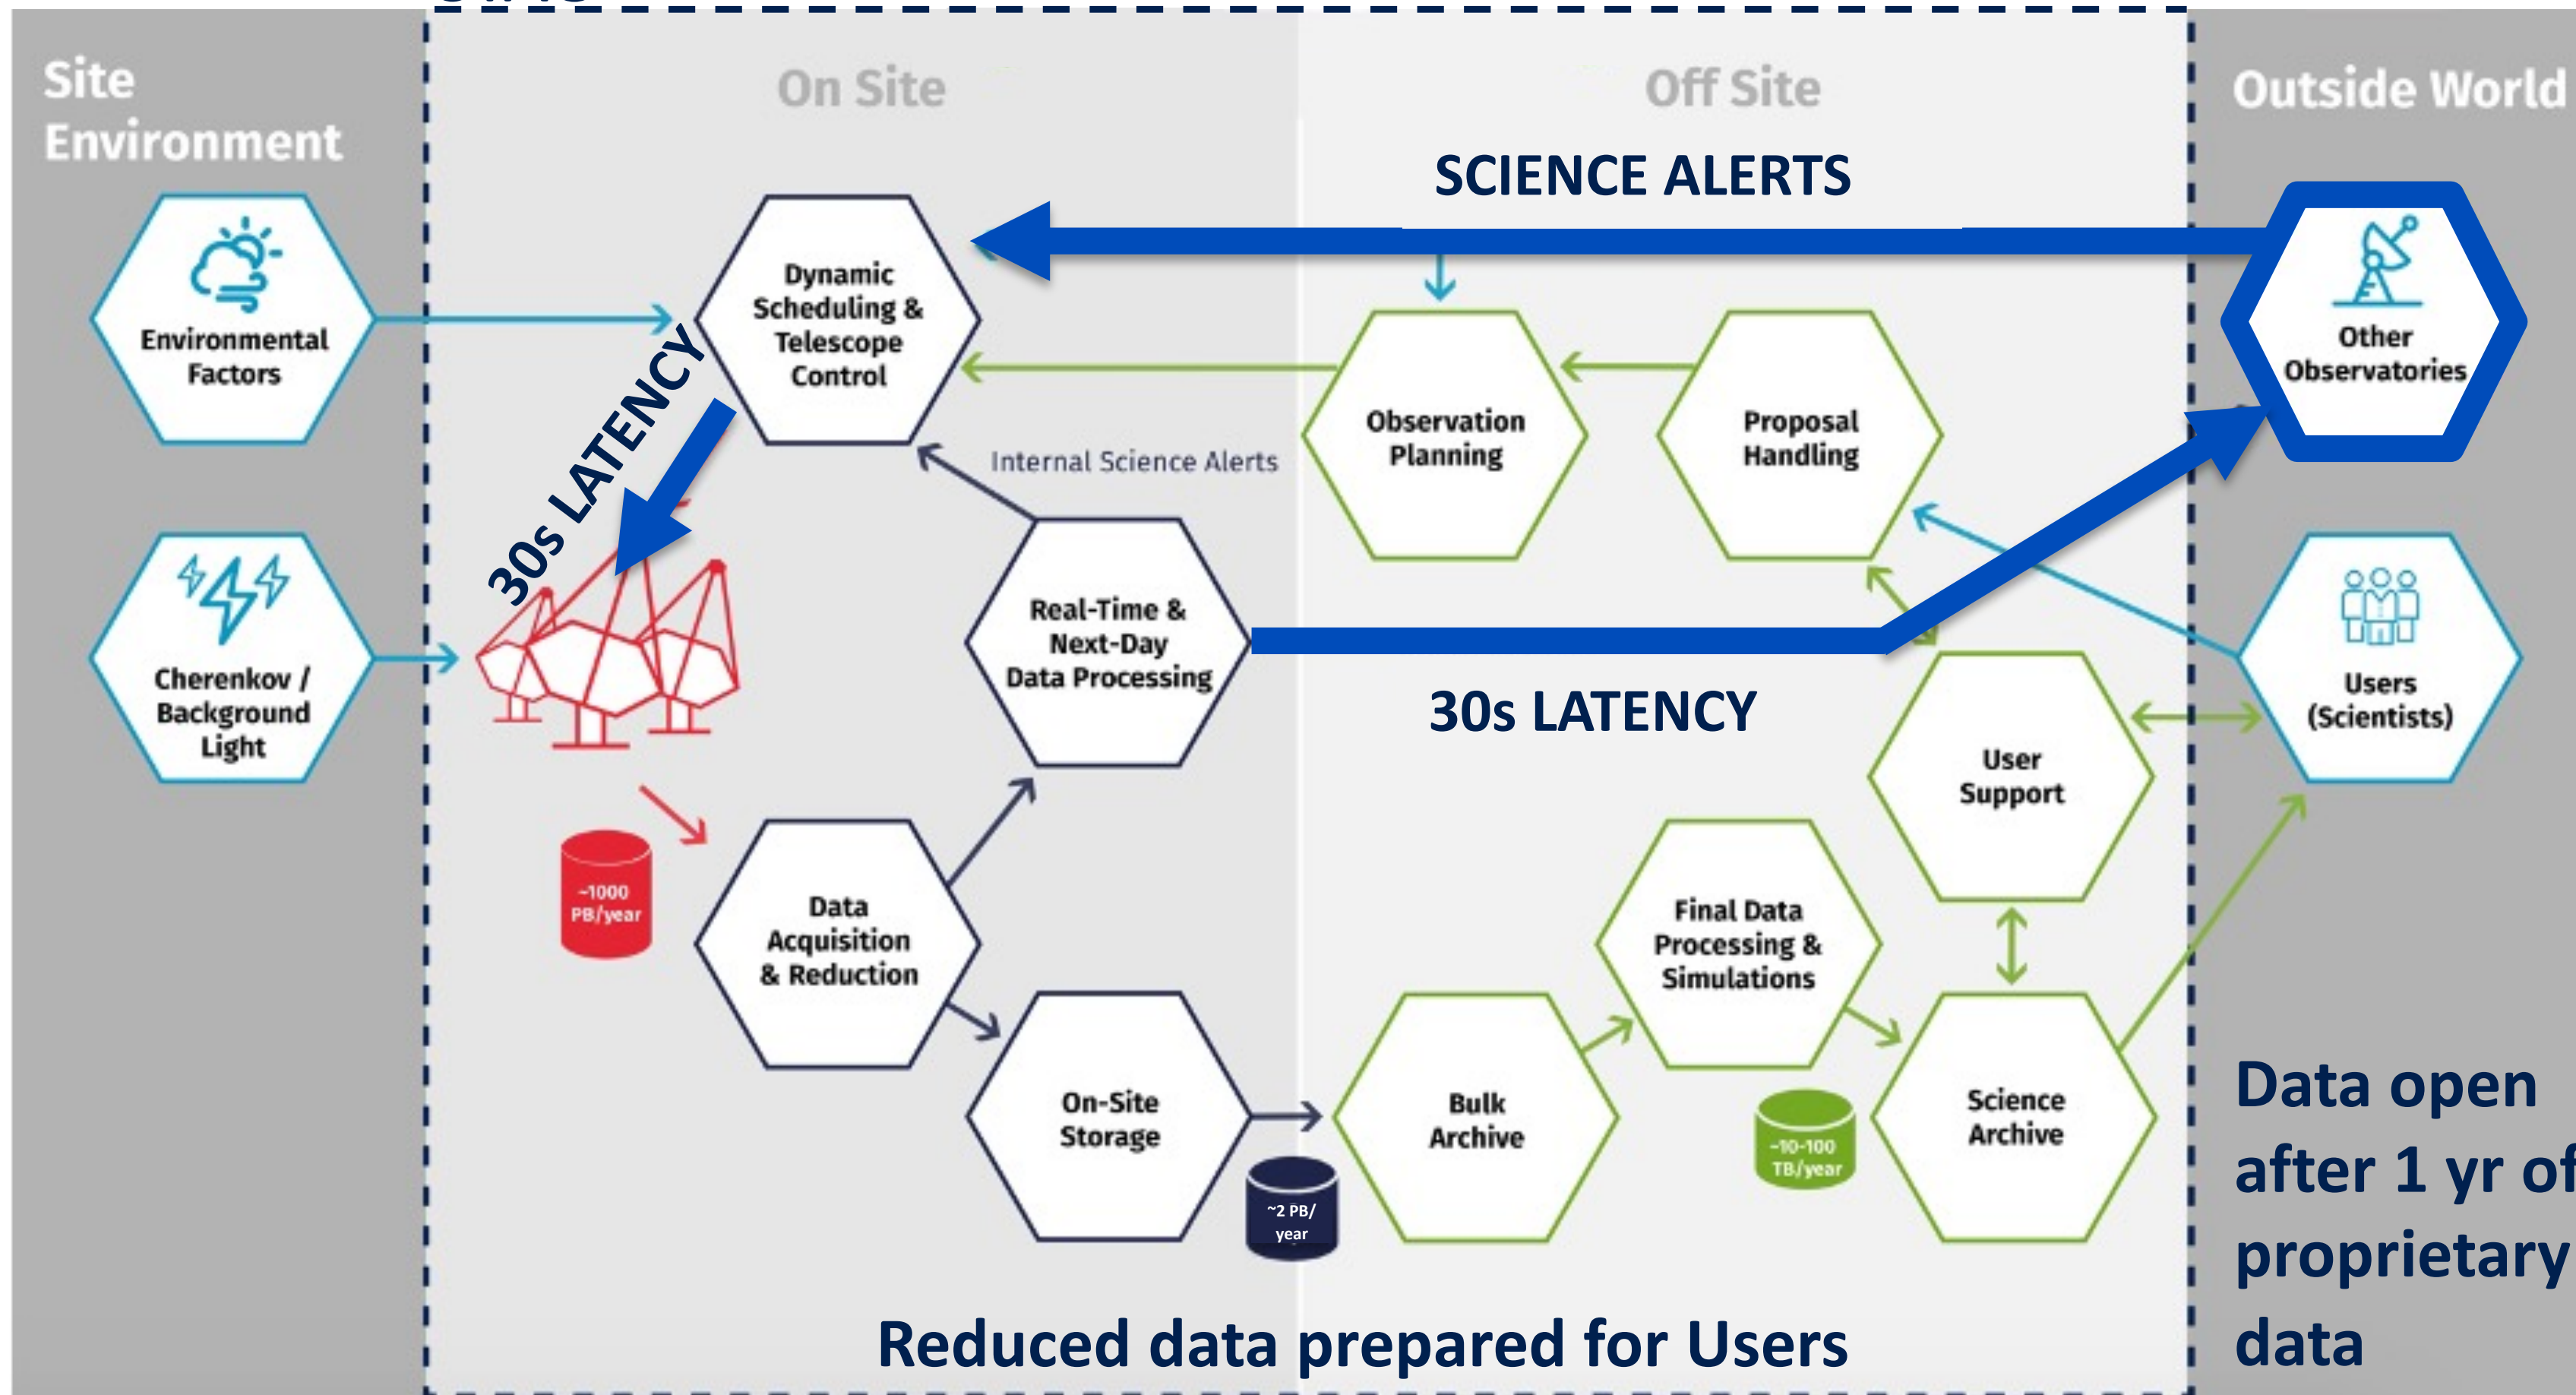 Site
Environment
On Site
Off Site
Outside World
SCIENCE ALERTS
Environmental
Factors
Dynamic
Scheduling &
Telescope
Control
Other
Observatories
30s LATENCY
Internal Science Alerts
Observation
Planning
Proposal
Handling
Cherenkov /
Background
Light
Real-Time &
Next-Day
Data Processing
30s LATENCY
Users
(Scientists)
User
Support
~1000
PB/year
Data
Acquisition
& Reduction
Final Data
Processing &
Simulations
On-Site
Storage
~2 PB/
year
Bulk
Archive
~10-100
TB/year
Science
Archive
Data open
after 1 yr of
proprietary
data
Reduced data prepared for Users